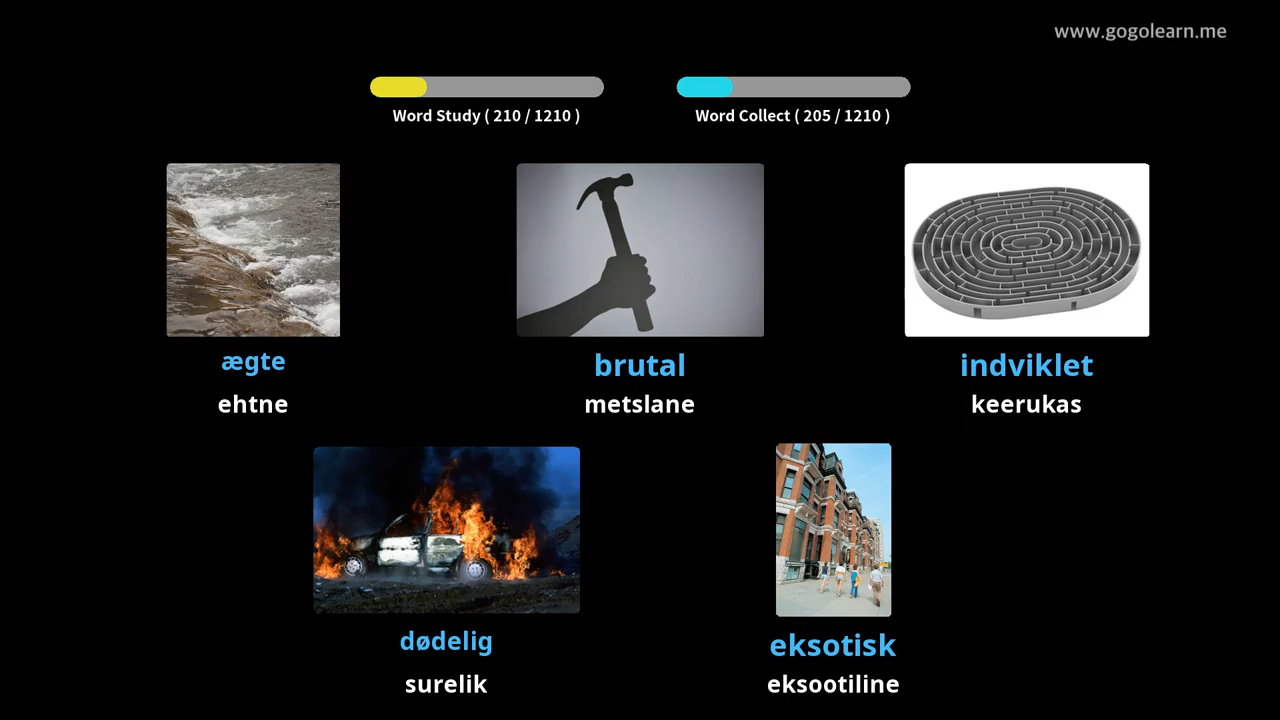 www.gogolearn.me
Word Study ( 210 / 1210 )
Word Collect ( 205 / 1210 )
ægte
ehtne
brutal
metslane
indviklet
keerukas
dødelig
surelik
eksotisk
eksootiline